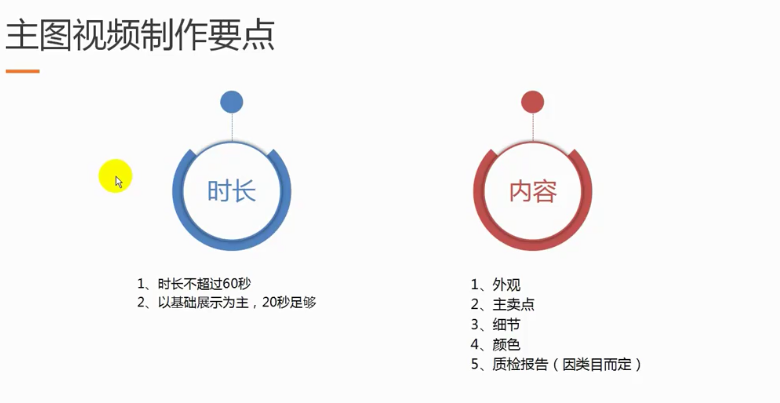 主图视频制作要点
时长
1、时长不超过60秒
2、以基础展示为主，20秒足够
内容
1、外观
2、主卖点
3、细节
4、颜色
5、质检报告（因类目而定）